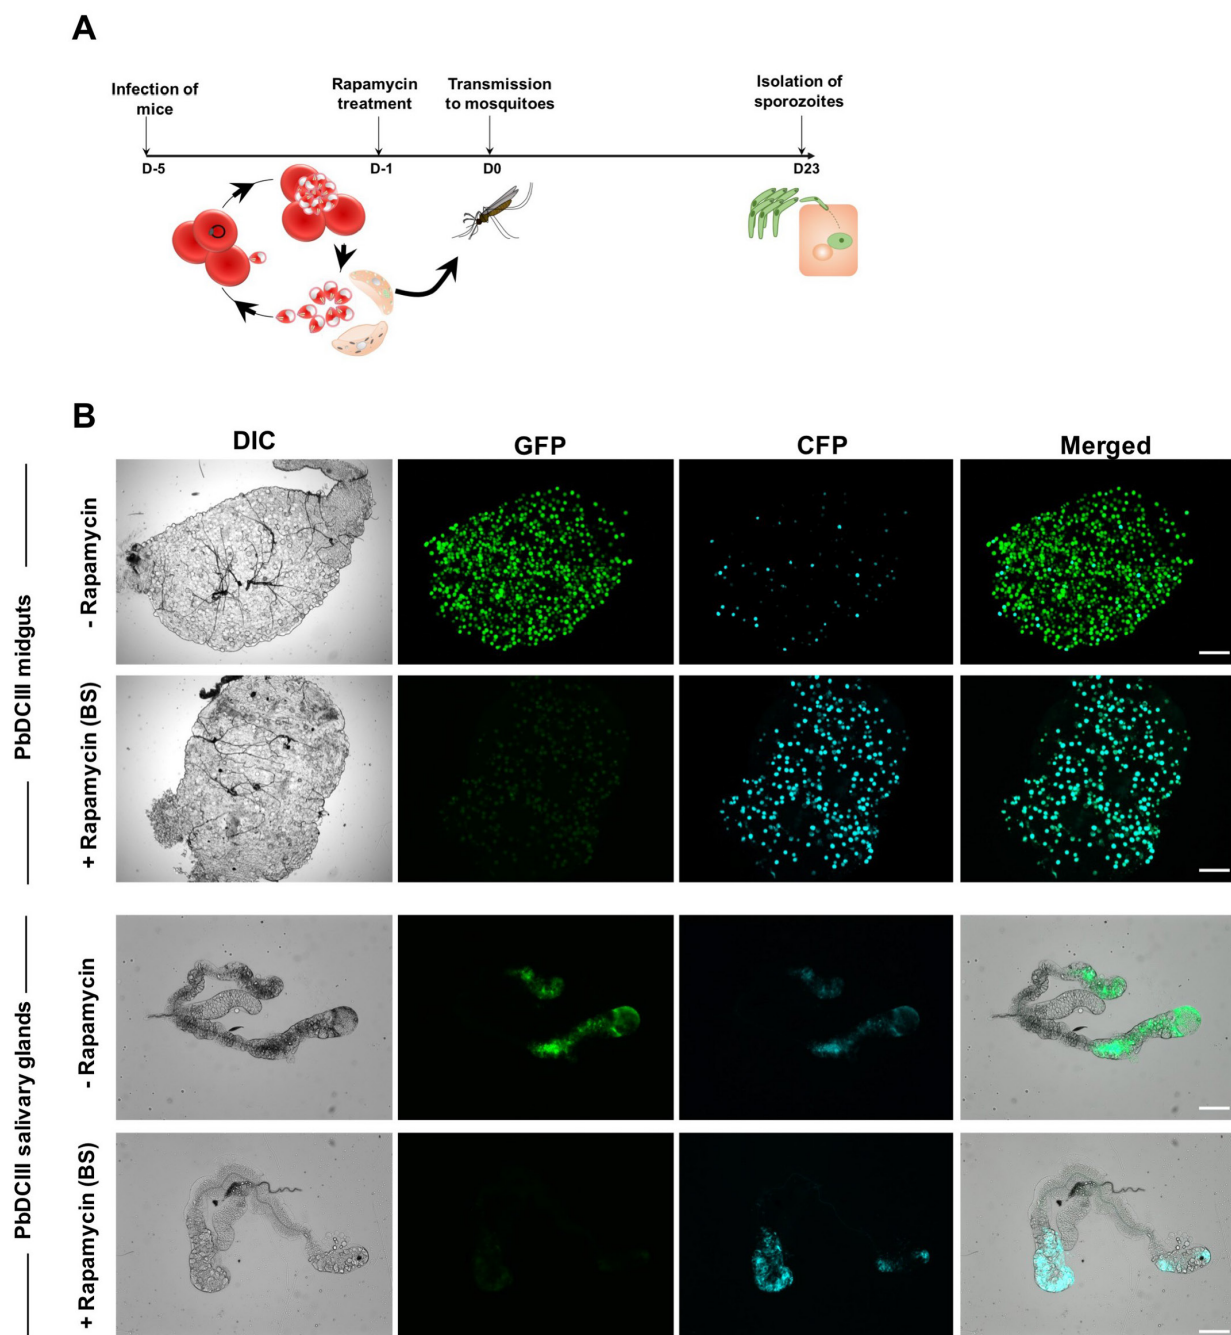 A
Infection of
mice
Rapamycin
treatment
Transmission
to mosquitoes
Isolation of
sporozoites
D-5
D-1
D0
D23
B
DIC
GFP
CFP
Merged
PbDCIII midguts
- Rapamycin
+ Rapamycin (BS)
PbDCIII salivary glands
- Rapamycin
+ Rapamycin (BS)